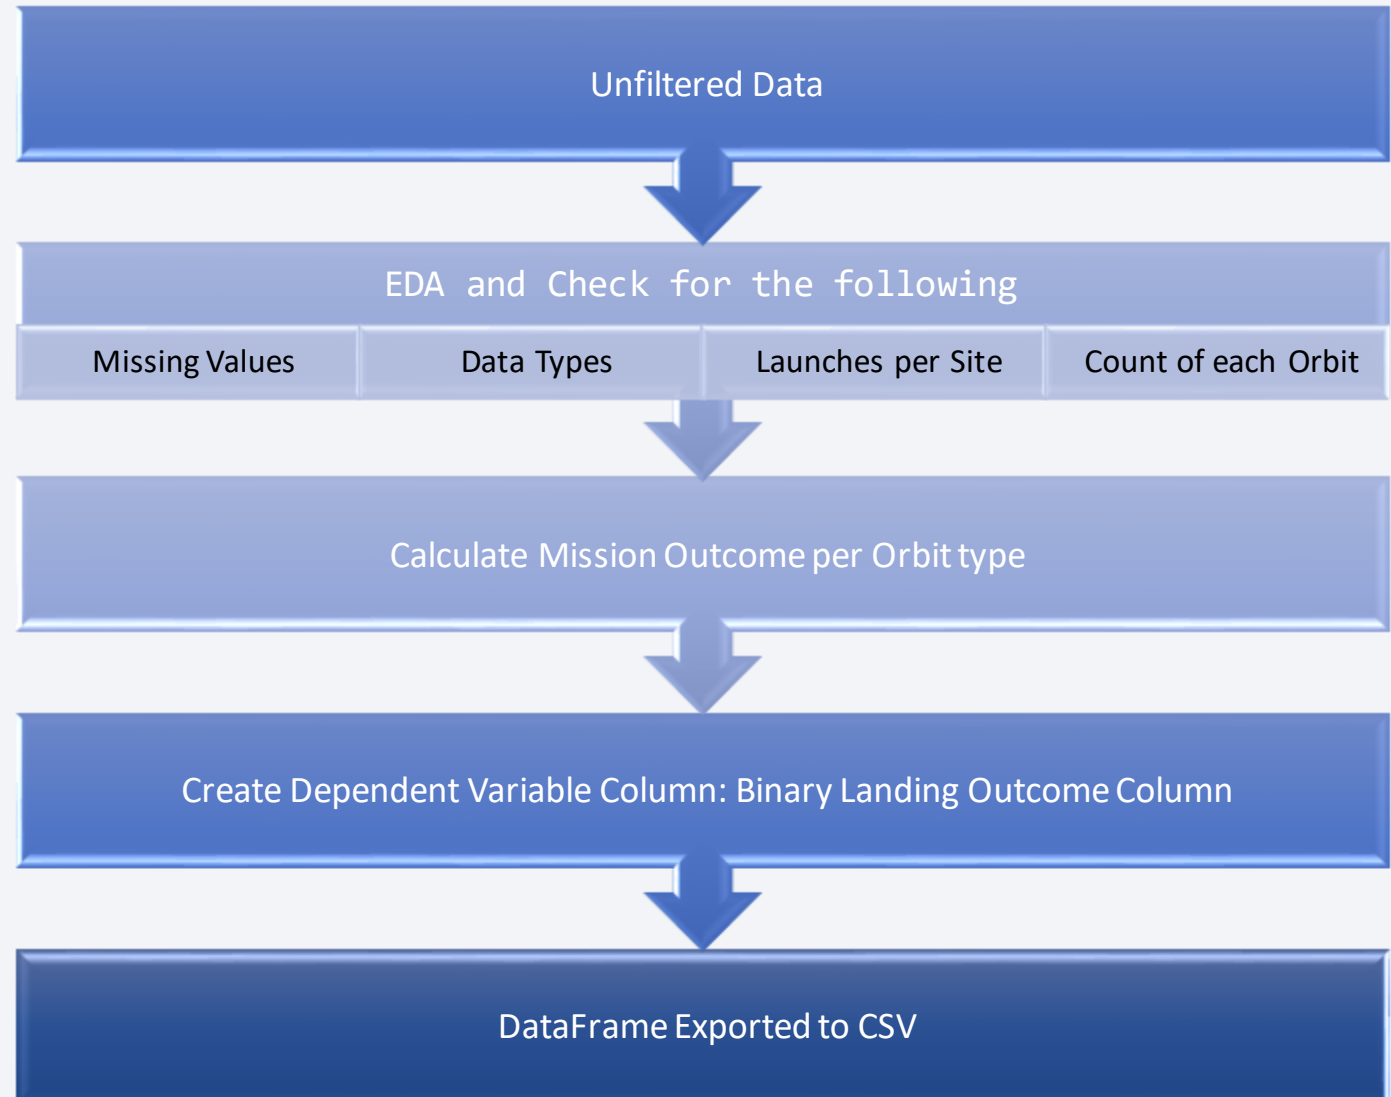 Unfiltered Data
EDA and Check for the following
Missing Values
Data Types
Launches per Site
Count of each Orbit
Calculate Mission Outcome per Orbit type
Create Dependent Variable Column: Binary Landing Outcome Column
DataFrame Exported to CSV